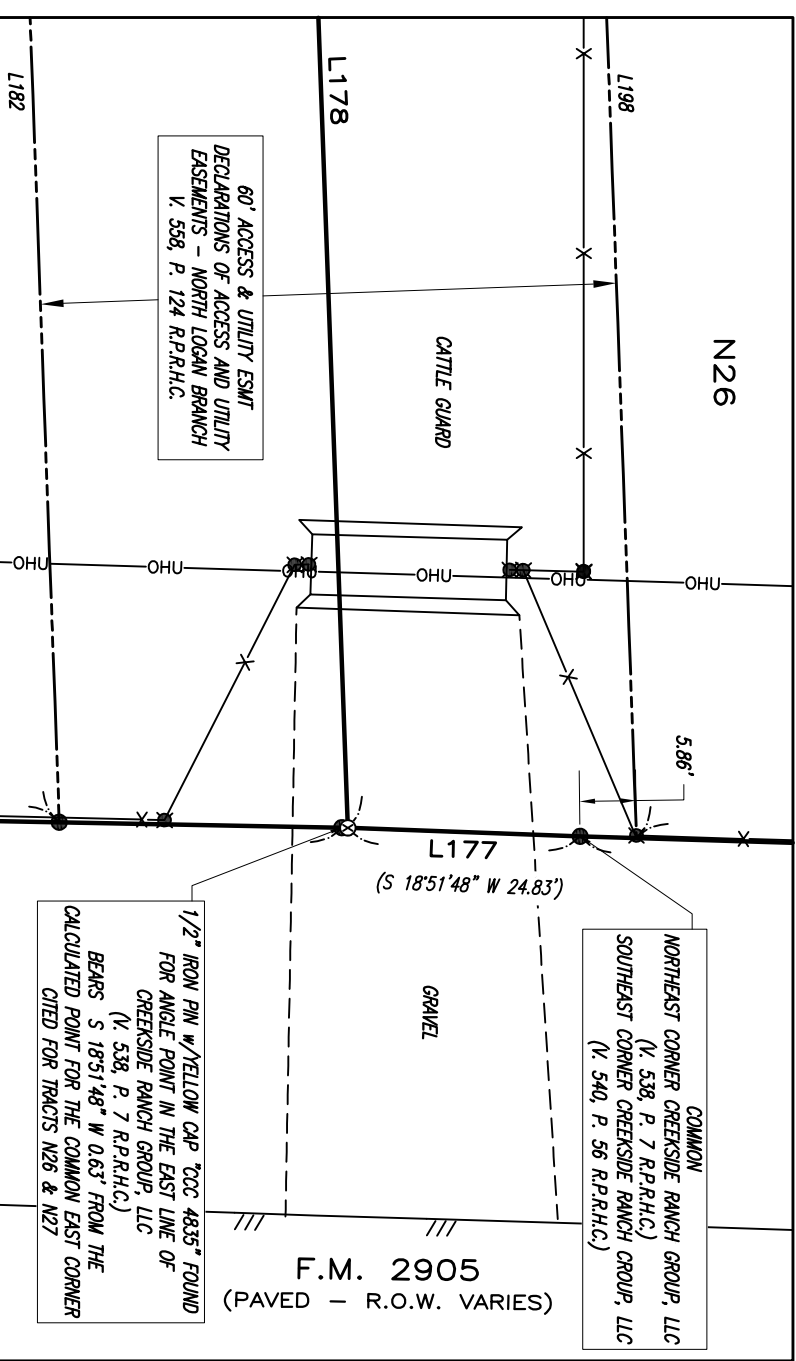 L198
N26
L178
L182
60' ACCESS & UTILITY ESMT
DECLARATIONS OF ACCESS AND UTILITY
EASEMENTS - NORTH LOGAN BRANCH
V. 558, P. 124 R.P.R.H.C.
CATTLE GUARD
OHU
OHU
OHU
OHU
OHU
OHU
5.86'
L177
(S 18°51'48" W 24.83')
COMMON
NORTHEAST CORNER CREEKSIDE RANCH GROUP, LLC
(V. 538, P. 7 R.P.R.H.C.)
SOUTHEAST CORNER CREEKSIDE RANCH GROUP, LLC
(V. 540, P. 56 R.P.R.H.C.)
GRAVEL
1/2" IRON PIN w/YELLOW CAP "CCC 4835" FOUND
FOR ANGLE POINT IN THE EAST LINE OF
CREEKSIDE RANCH GROUP, LLC
(V. 538, P. 7 R.P.R.H.C.)
BEARS S 18°51'48" W 0.63' FROM THE
CALCULATED POINT FOR THE COMMON EAST CORNER
CITED FOR TRACTS N26 & N27
F.M. 2905
(PAVED - R.O.W. VARIES)